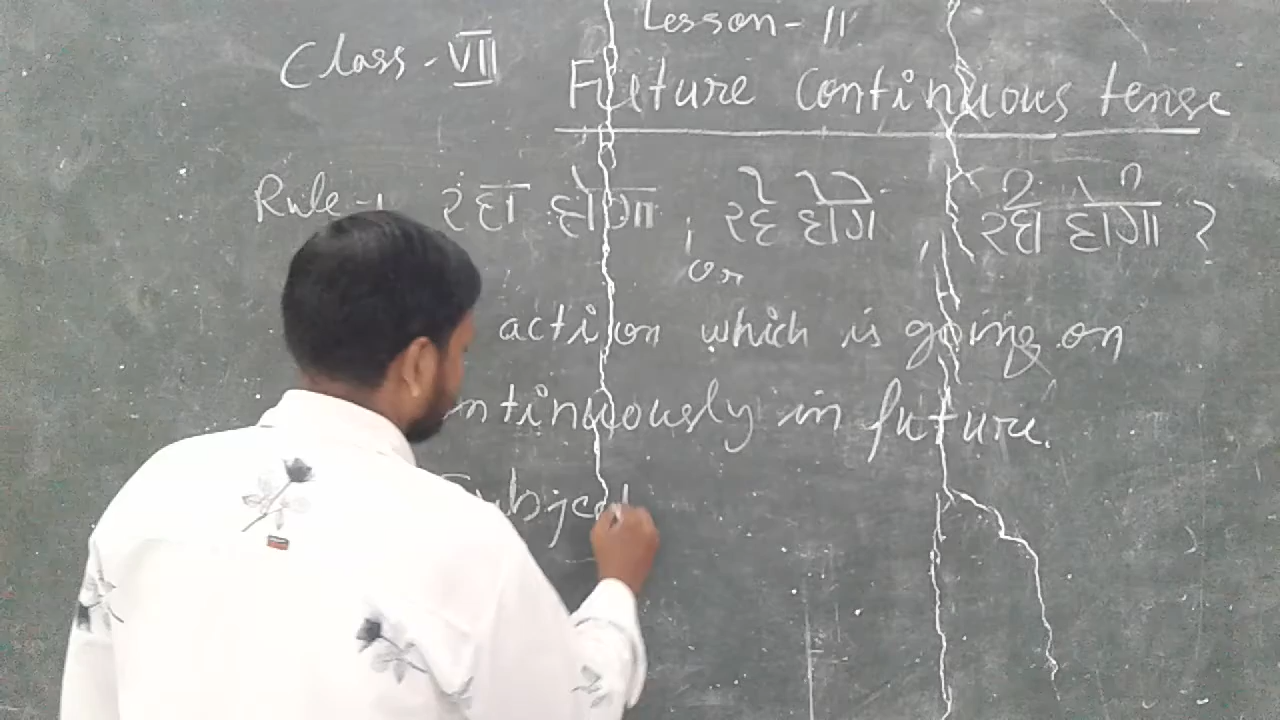 Lesson - 11
Class - VII
Future continuous tense
Rule-1 रहा होगा, रहे होंगे, रही होगी ?
or
action which is going on
ntinuously in future.
Subject